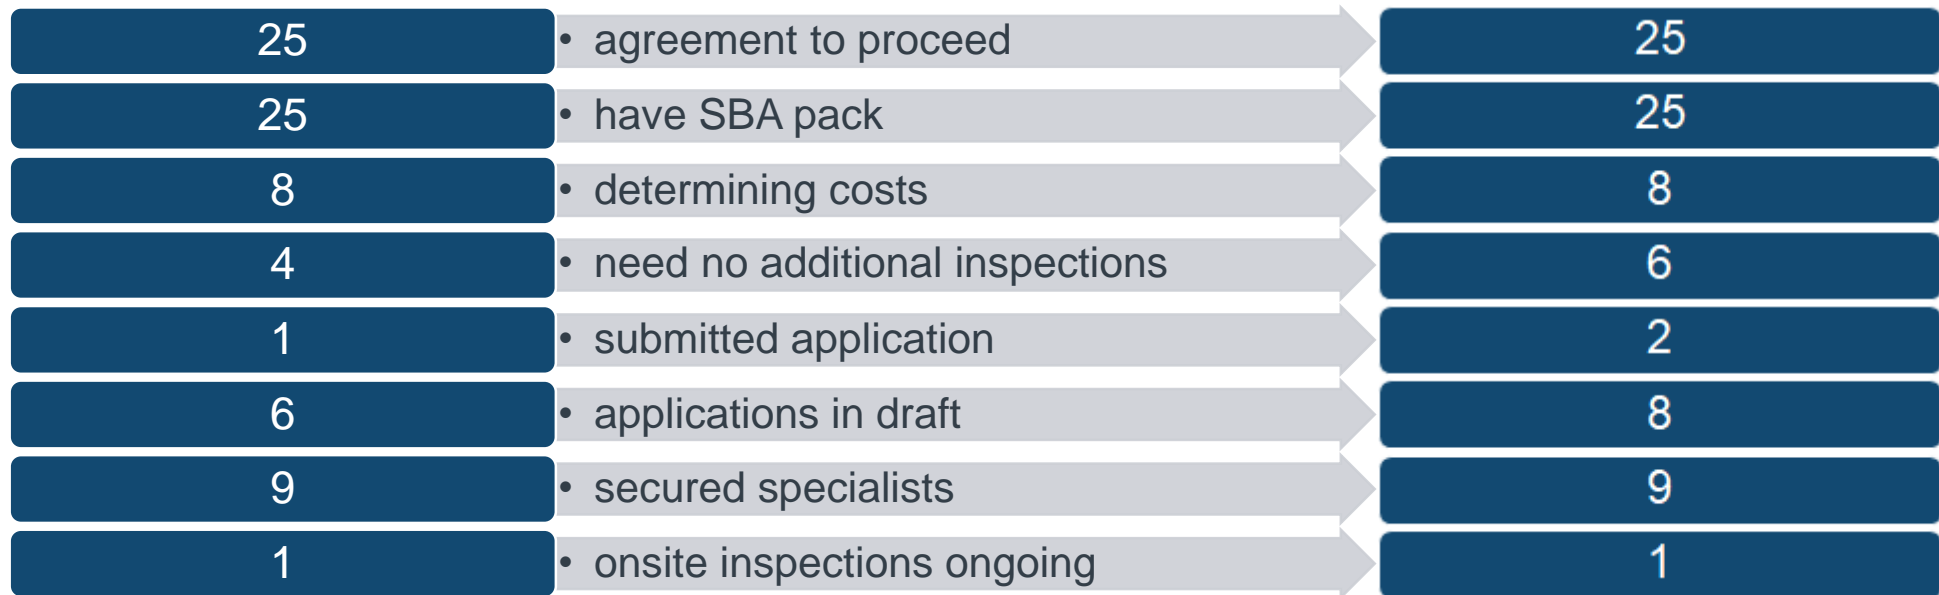 25 • agreement to proceed 25
25 • have SBA pack 25
8 • determining costs 8
4 • need no additional inspections 6
1 • submitted application 2
6 • applications in draft 8
9 • secured specialists 9
1 • onsite inspections ongoing 1